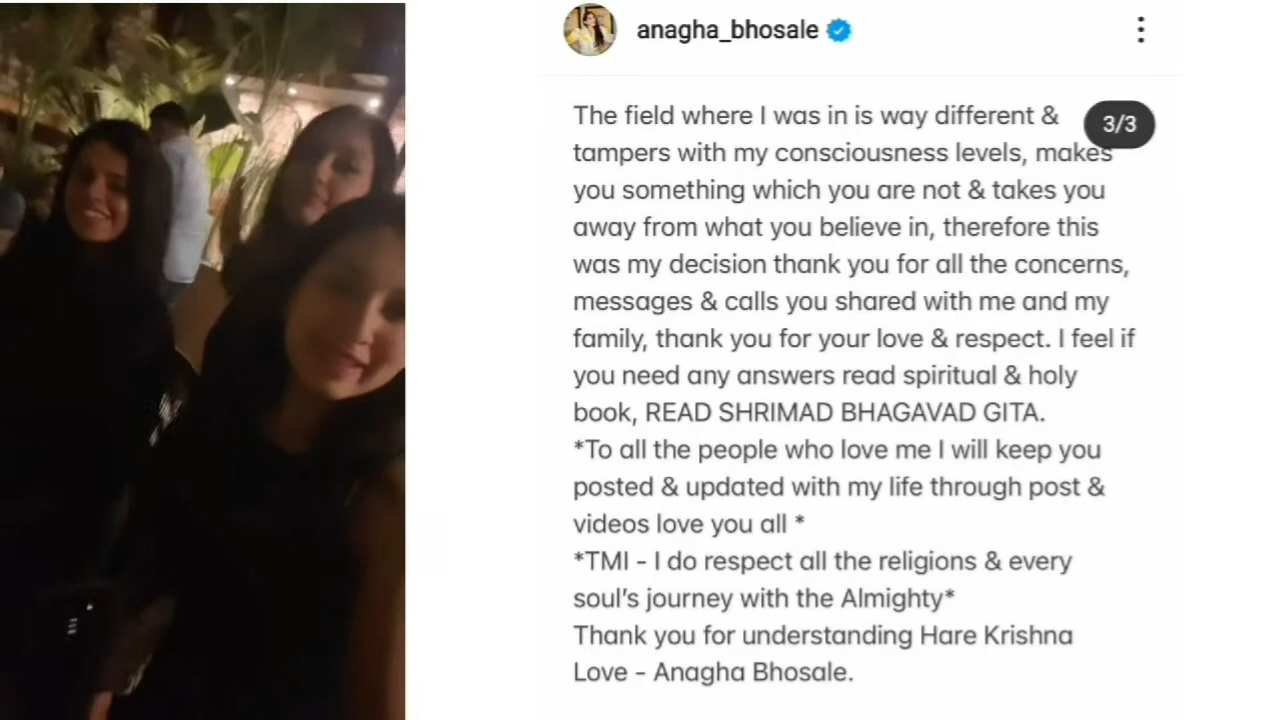 anagha_bhosale
The field where I was in is way different &
3/3
tampers with my consciousness levels, makes
you something which you are not & takes you
away from what you believe in, therefore this
was my decision thank you for all the concerns,
messages & calls you shared with me and my
family, thank you for your love & respect. I feel if
you need any answers read spiritual & holy
book, READ SHRIMAD BHAGAVAD GITA.
*To all the people who love me I will keep you
posted & updated with my life through post &
videos love you all *
*TMI - I do respect all the religions & every
soul's journey with the Almighty*
Thank you for understanding Hare Krishna
Love - Anagha Bhosale.